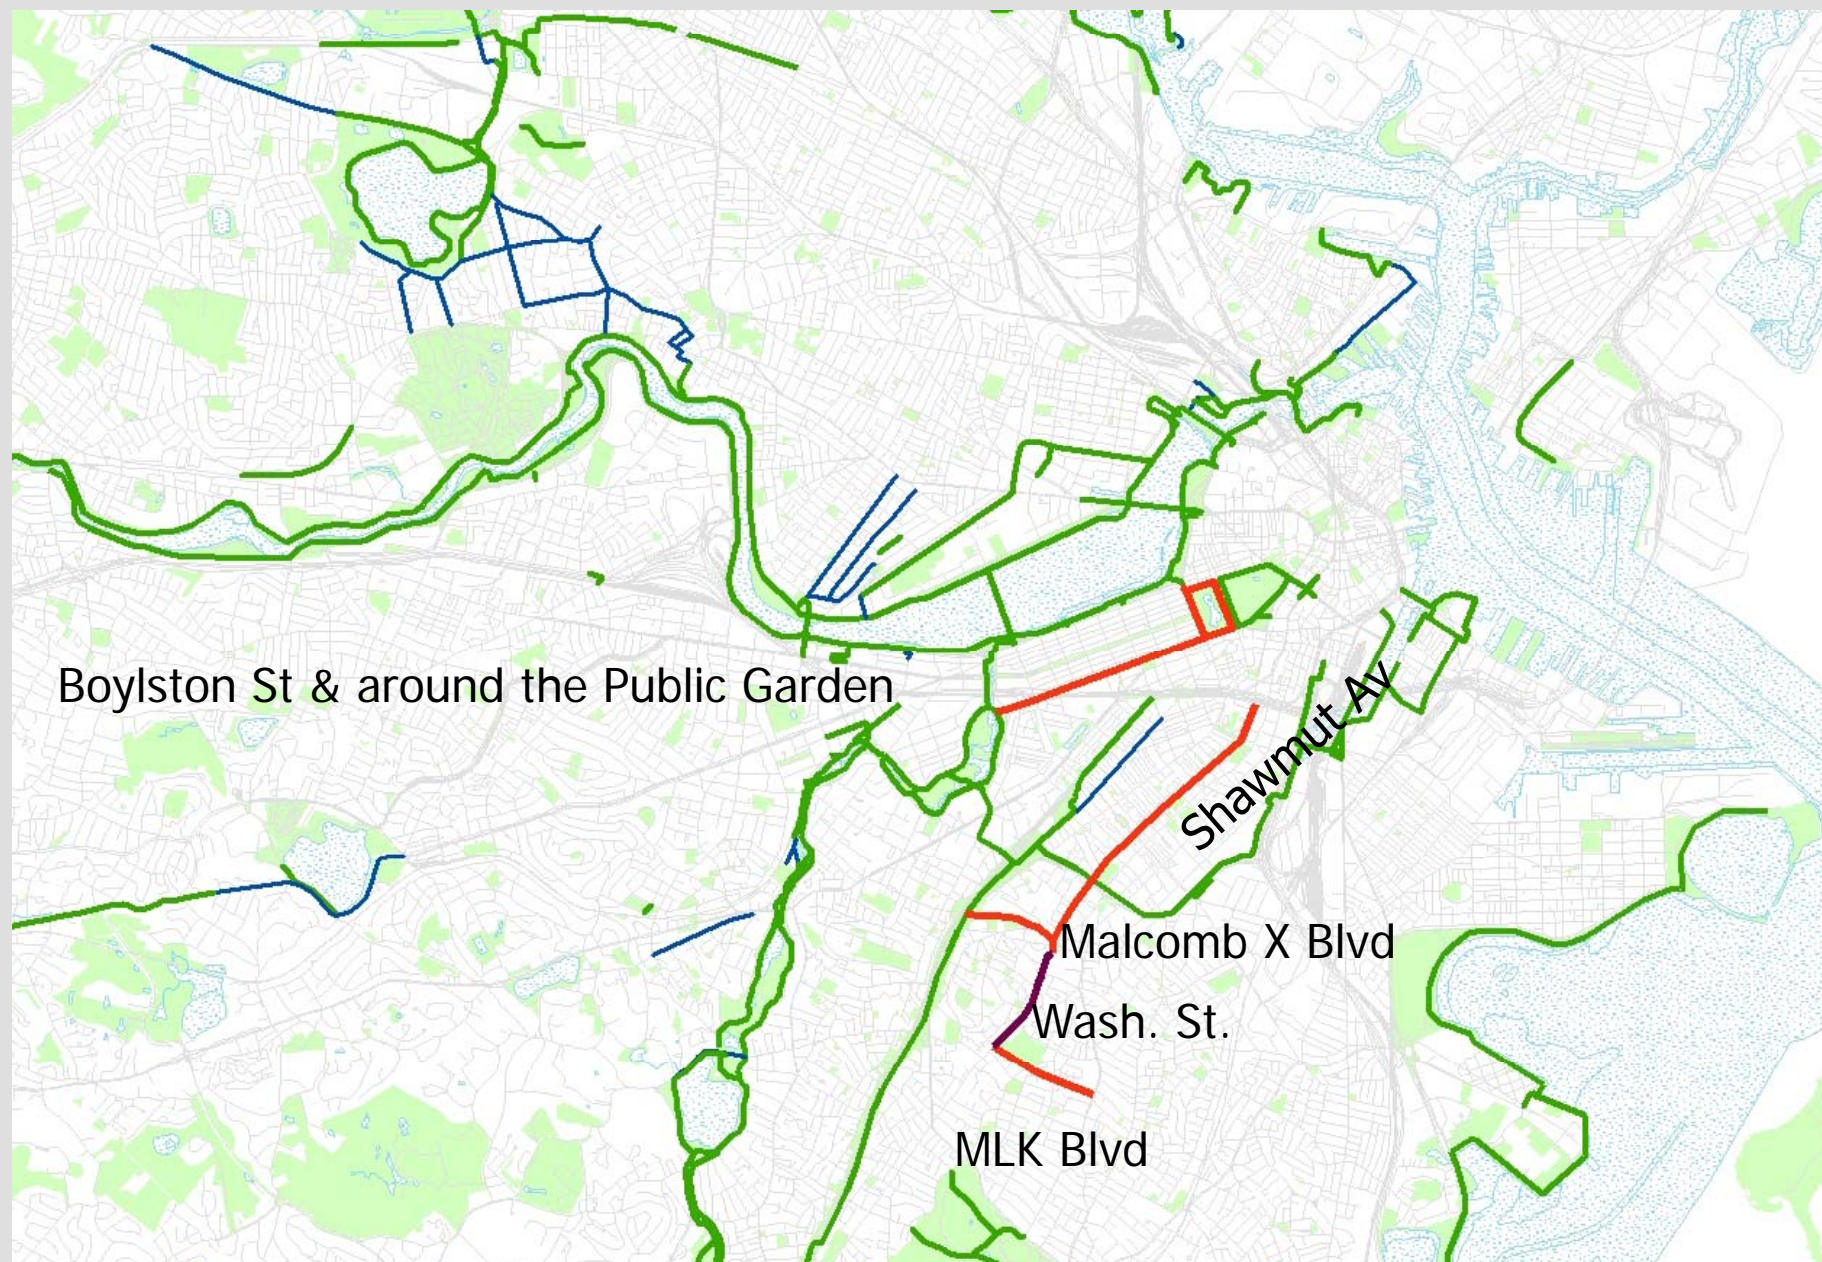 Boylston St & around the Public Garden
Shawmut Av
Malcomb X Blvd
Wash. St.
MLK Blvd